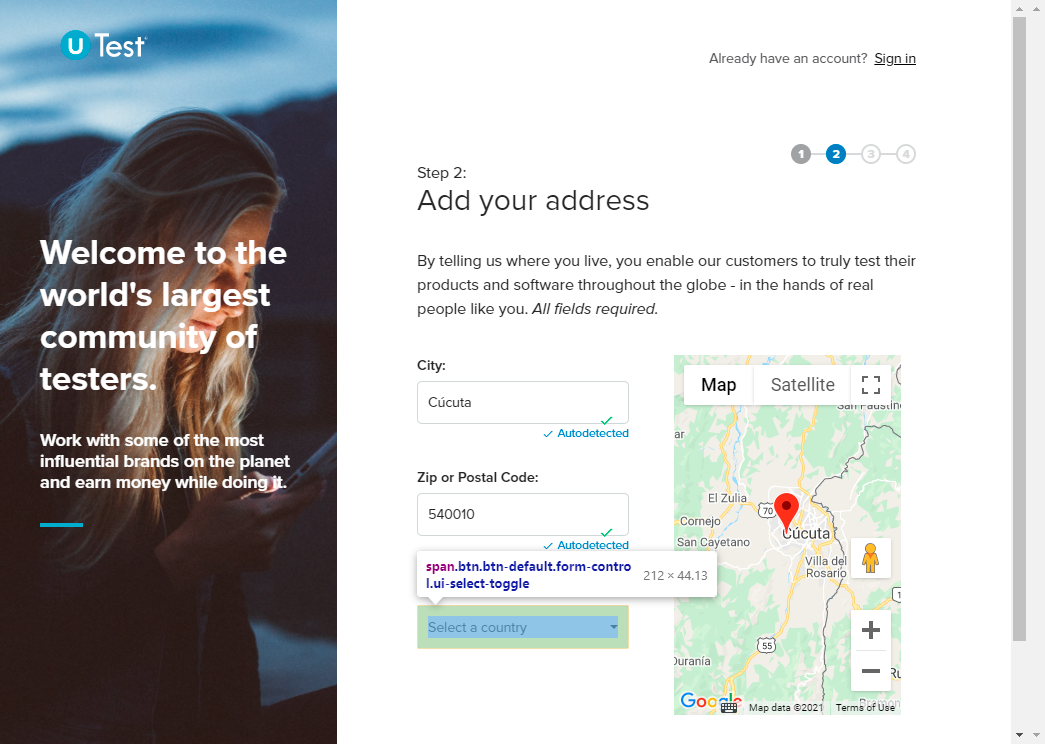 U Test
Already have an account? Sign in
1 2 3 4
Step 2:
Add your address
Welcome to the
world's largest
community of
testers.
Work with some of the most
influential brands on the planet
and earn money while doing it.
By telling us where you live, you enable our customers to truly test their
products and software throughout the globe - in the hands of real
people like you. All fields required.
City:
Cúcuta
Autodetected
Zip or Postal Code:
540010
Autodetected
span.btn.btn-default.form-contro
l.ui-select-toggle
212 × 44.13
Select a country
Map Satellite
San Faustino
ar
El Zulia
70
Cornejo
San Cayetano
Cúcuta
Villa del
Rosario
1
55
Durania
Ru
Google
Map data ©2021 Terms of Use